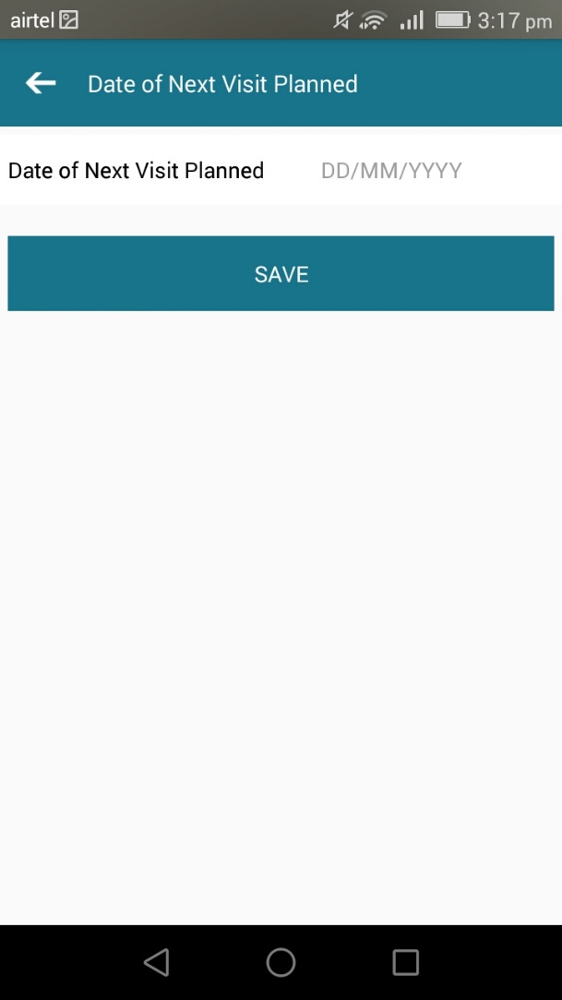 airtel 3:17 pm
Date of Next Visit Planned
Date of Next Visit Planned DD/MM/YYYY
SAVE